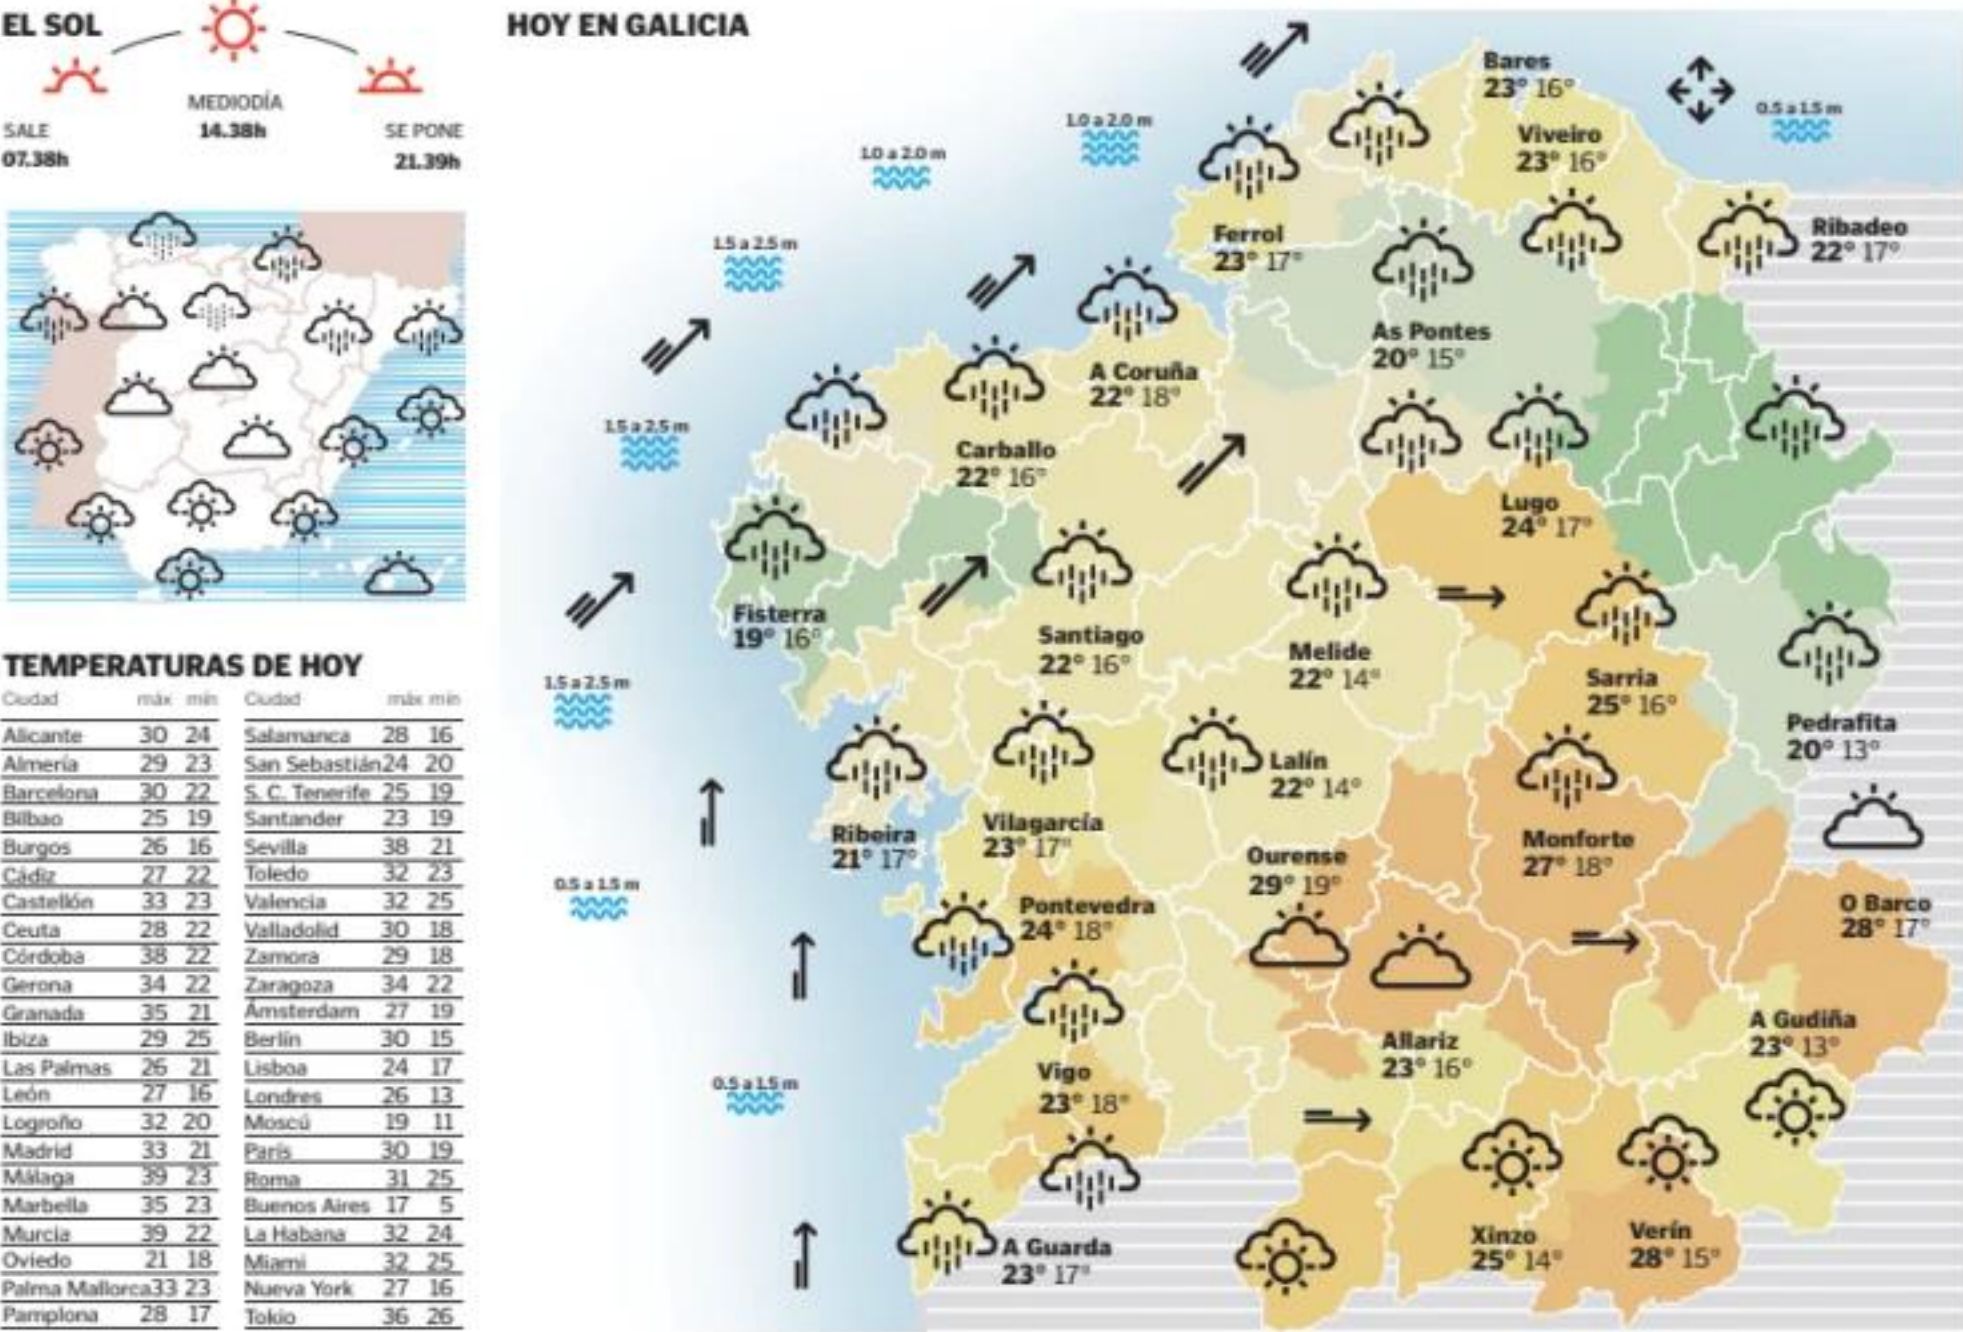 EL SOL
MEDIODÍA
14.38h
SALE
07.38h
SE PONE
21.39h
TEMPERATURAS DE HOY
Ciudad máx mín
Alicante 30 24
Almería 29 23
Barcelona 30 22
Bilbao 25 19
Burgos 26 16
Cádiz 27 22
Castellón 33 23
Ceuta 28 22
Córdoba 38 22
Gerona 34 22
Granada 35 21
Ibiza 29 25
Las Palmas 26 21
León 27 16
Logroño 32 20
Madrid 33 21
Málaga 39 23
Marbella 35 23
Murcia 39 22
Oviedo 21 18
Palma Mallorca 33 23
Pamplona 28 17
Ciudad máx mín
Salamanca 28 16
San Sebastián 24 20
S. C. Tenerife 25 19
Santander 23 19
Sevilla 38 21
Toledo 32 23
Valencia 32 25
Valladolid 30 18
Zamora 29 18
Zaragoza 34 22
Ámsterdam 27 19
Berlín 30 15
Lisboa 24 17
Londres 26 13
Moscú 19 11
París 30 19
Roma 31 25
Buenos Aires 17 5
La Habana 32 24
Miami 32 25
Nueva York 27 16
Tokio 36 26
HOY EN GALICIA
Bares
23° 16°
0.5 a 1.5 m
1.0 a 2.0 m
Viveiro
23° 16°
1.0 a 2.0 m
Ribadeo
22° 17°
Ferrol
23° 17°
1.5 a 2.5 m
As Pontes
20° 15°
A Coruña
22° 18°
1.5 a 2.5 m
Carballo
22° 16°
Lugo
24° 17°
Fisterra
19° 16°
Santiago
22° 16°
Melide
22° 14°
Sarria
25° 16°
1.5 a 2.5 m
Pedrafita
20° 13°
Lalín
22° 14°
Vilagarcía
23° 17°
Ribeira
21° 17°
Monforte
27° 18°
Ourense
29° 19°
0.5 a 1.5 m
Pontevedra
24° 18°
O Barco
28° 17°
A Gudiña
23° 13°
Allariz
23° 16°
Vigo
23° 18°
0.5 a 1.5 m
Xinzo
25° 14°
Verín
28° 15°
A Guarda
23° 17°